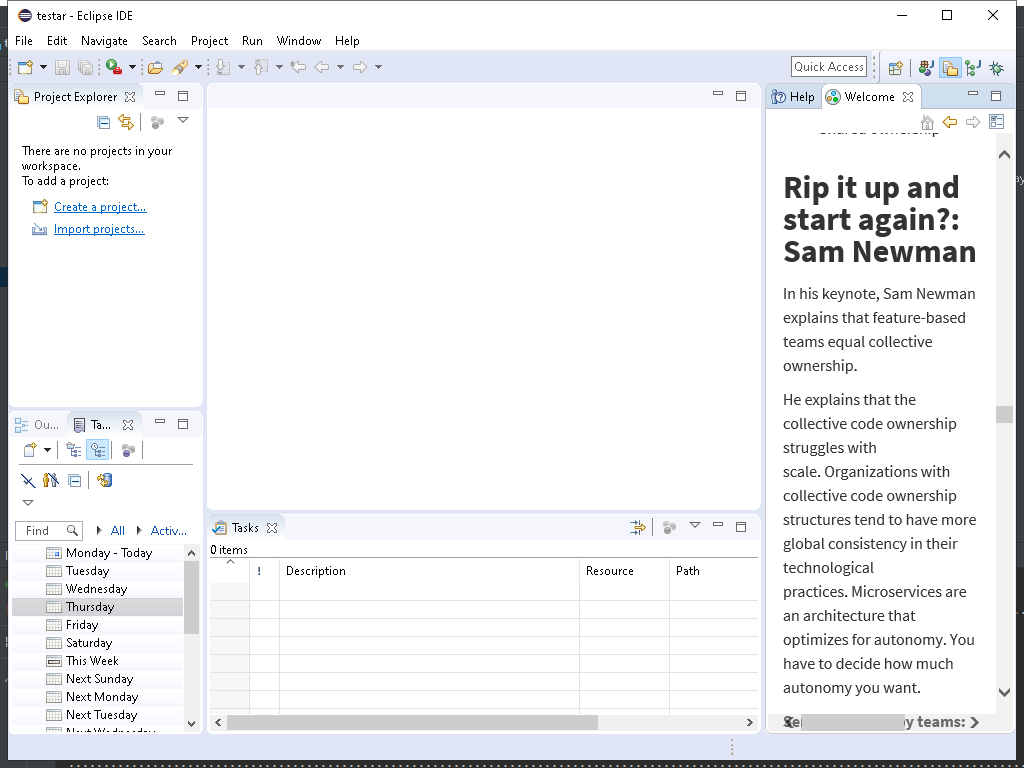 testar - Eclipse IDE
File Edit Navigate Search Project Run Window Help
Quick Access
Project Explorer
There are no projects in your
workspace.
To add a project:
Create a project...
Import projects...
Ou...
Ta...
Find
All
Activ...
Monday - Today
Tuesday
Wednesday
Thursday
Friday
Saturday
This Week
Next Sunday
Next Monday
Next Tuesday
Next Wednesday
Tasks
0 items
! Description Resource Path
Help
Welcome
Shared ownership
Rip it up and
start again?:
Sam Newman
In his keynote, Sam Newman
explains that feature-based
teams equal collective
ownership.
He explains that the
collective code ownership
struggles with
scale. Organizations with
collective code ownership
structures tend to have more
global consistency in their
technological
practices. Microservices are
an architecture that
optimizes for autonomy. You
have to decide how much
autonomy you want.
y teams: